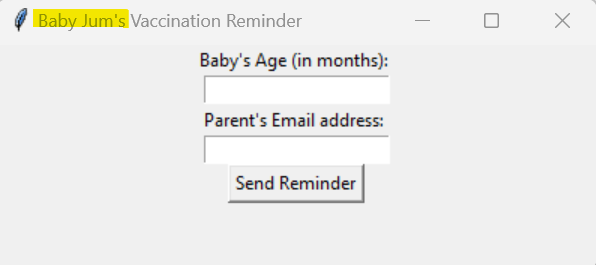 Baby Jum's Vaccination Reminder
Baby's Age (in months):
Parent's Email address:
Send Reminder